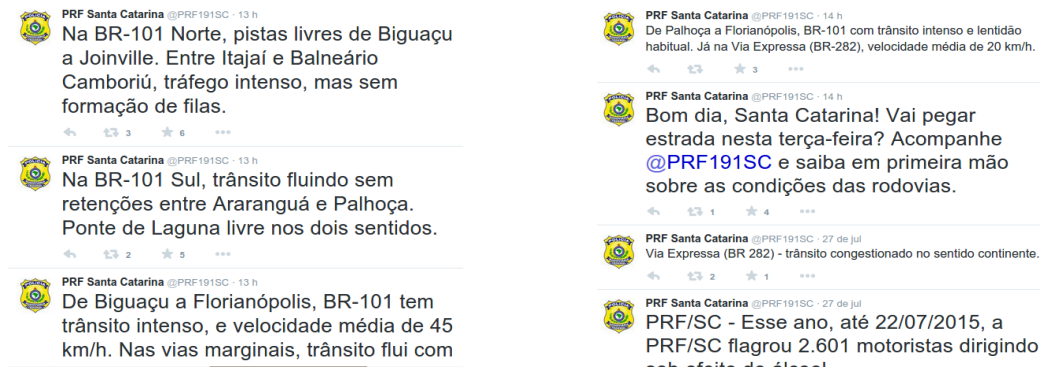 PRF Santa Catarina @PRF191SC · 13 h
Na BR-101 Norte, pistas livres de Biguaçu
a Joinville. Entre Itajaí e Balneário
Camboriú, tráfego intenso, mas sem
formação de filas.
3 6
PRF Santa Catarina @PRF191SC · 13 h
Na BR-101 Sul, trânsito fluindo sem
retenções entre Araranguá e Palhoça.
Ponte de Laguna livre nos dois sentidos.
2 5
PRF Santa Catarina @PRF191SC · 13 h
De Biguaçu a Florianópolis, BR-101 tem
trânsito intenso, e velocidade média de 45
km/h. Nas vias marginais, trânsito flui com
PRF Santa Catarina @PRF191SC · 14 h
De Palhoça a Florianópolis, BR-101 com trânsito intenso e lentidão
habitual. Já na Via Expressa (BR-282), velocidade média de 20 km/h.
3
PRF Santa Catarina @PRF191SC · 14 h
Bom dia, Santa Catarina! Vai pegar
estrada nesta terça-feira? Acompanhe
@PRF191SC e saiba em primeira mão
sobre as condições das rodovias.
1 4
PRF Santa Catarina @PRF191SC · 27 de jul
Via Expressa (BR 282) - trânsito congestionado no sentido continente.
2 1
PRF Santa Catarina @PRF191SC · 27 de jul
PRF/SC - Esse ano, até 22/07/2015, a
PRF/SC flagrou 2.601 motoristas dirigindo
sob efeito de álcool